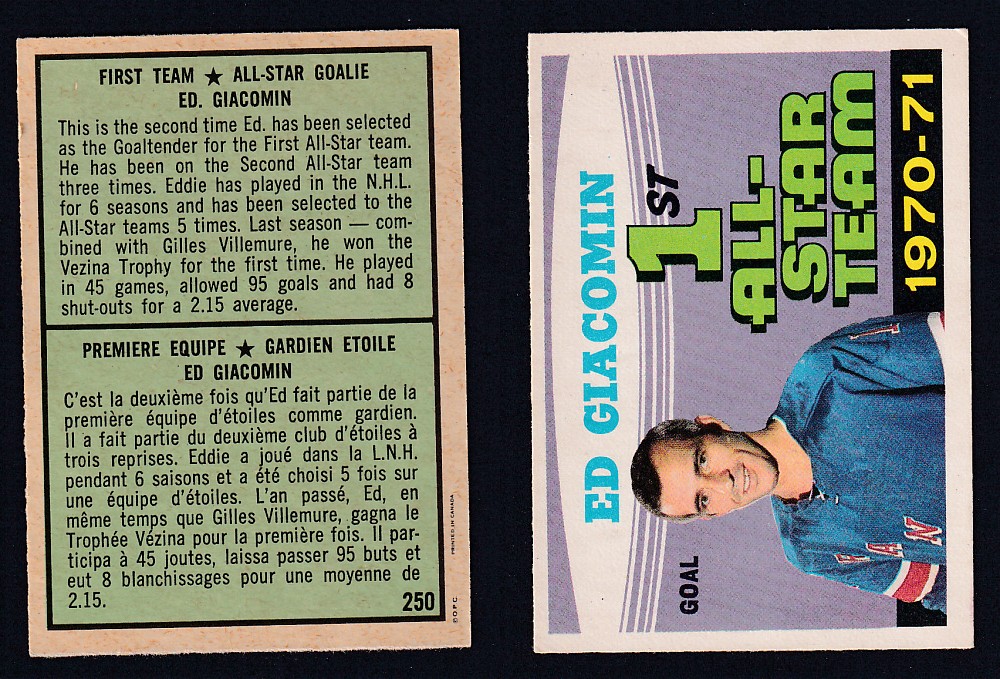 FIRST TEAM ★ ALL-STAR GOALIE
ED. GIACOMIN
This is the second time Ed. has been selected
as the Goaltender for the First All-Star team.
He has been on the Second All-Star team
three times. Eddie has played in the N.H.L.
for 6 seasons and has been selected to the
All-Star teams 5 times. Last season — com-
bined with Gilles Villemure, he won the
Vezina Trophy for the first time. He played
in 45 games, allowed 95 goals and had 8
shut-outs for a 2.15 average.
PREMIERE EQUIPE ★ GARDIEN ETOILE
ED GIACOMIN
C'est la deuxième fois qu'Ed fait partie de la
première équipe d'étoiles comme gardien.
Il a fait partie du deuxième club d'étoiles à
trois reprises. Eddie a joué dans la L.N.H.
pendant 6 saisons et a été choisi 5 fois sur
une équipe d'étoiles. L'an passé, Ed, en
même temps que Gilles Villemure, gagna le
Trophée Vézina pour la première fois. Il par-
ticipa à 45 joutes, laissa passer 95 buts et
eut 8 blanchissages pour une moyenne de
2.15.
250
© O.P.C.
PRINTED IN CANADA
ED GIACOMIN
1ST
ALL-
STAR
TEAM
1970-71
GOAL